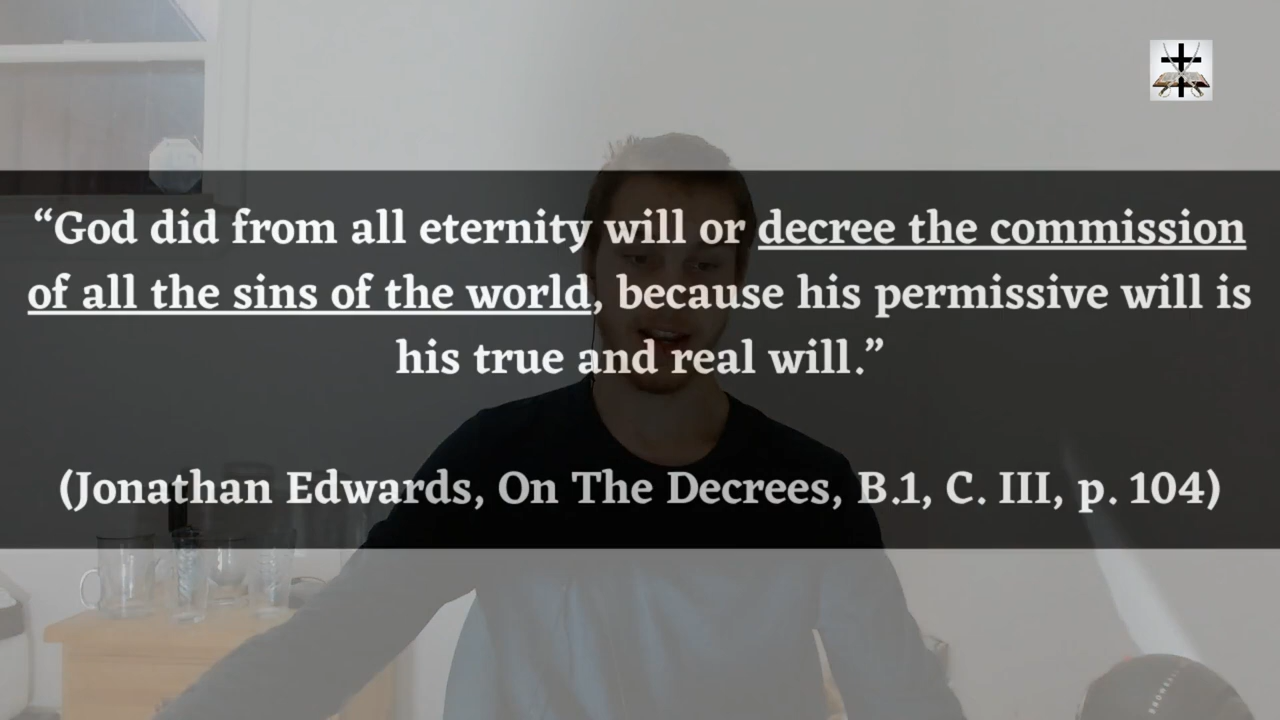 “God did from all eternity will or decree the commission
of all the sins of the world, because his permissive will is
his true and real will.”
(Jonathan Edwards, On The Decrees, B.1, C. III, p. 104)